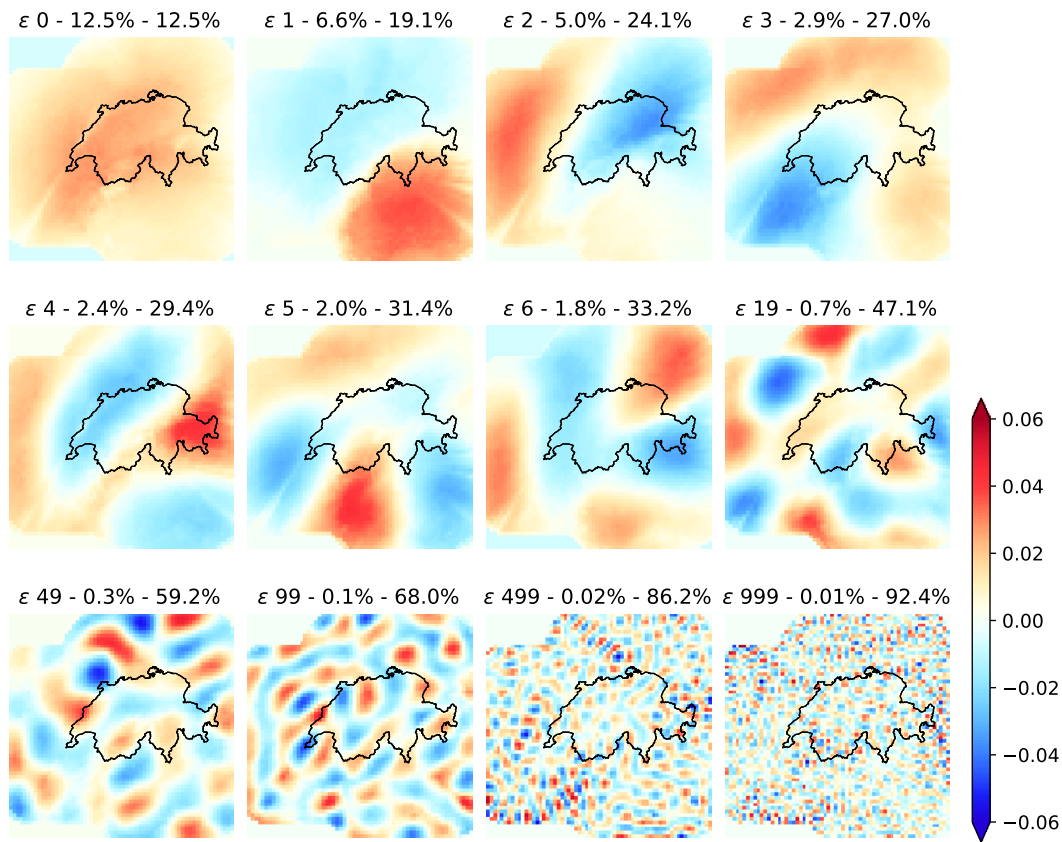 ε 0 - 12.5% - 12.5%
ε 1 - 6.6% - 19.1%
ε 2 - 5.0% - 24.1%
ε 3 - 2.9% - 27.0%
ε 4 - 2.4% - 29.4%
ε 5 - 2.0% - 31.4%
ε 6 - 1.8% - 33.2%
ε 19 - 0.7% - 47.1%
ε 49 - 0.3% - 59.2%
ε 99 - 0.1% - 68.0%
ε 499 - 0.02% - 86.2%
ε 999 - 0.01% - 92.4%
0.06
0.04
0.02
0.00
−0.02
−0.04
−0.06